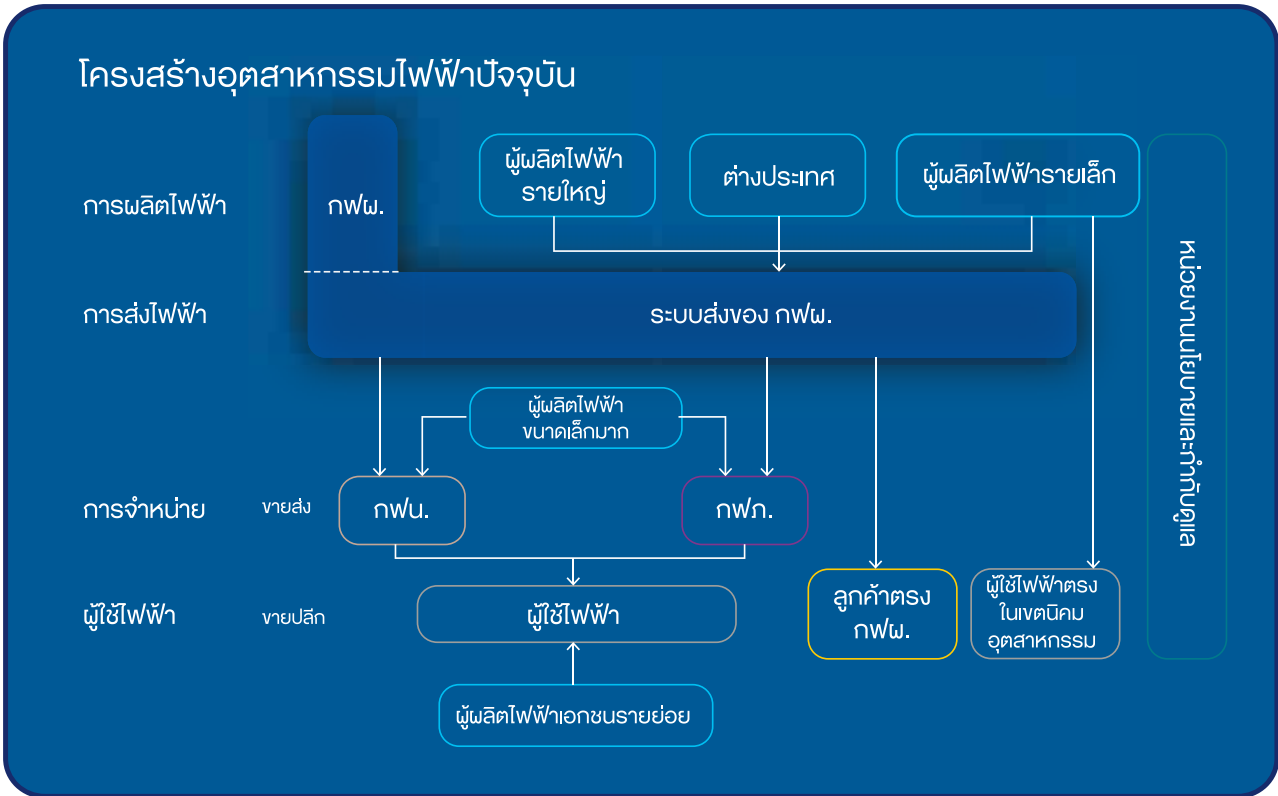 โครงสร้างอุตสาหกรรมไฟฟ้าปัจจุบัน
การผลิตไฟฟ้า
กฟผ.
ผู้ผลิตไฟฟ้า
รายใหญ่
ต่างประเทศ
ผู้ผลิตไฟฟ้ารายเล็ก
หน่วยงานนโยบายและกำกับดูแล
การส่งไฟฟ้า
ระบบส่งของ กฟผ.
ผู้ผลิตไฟฟ้า
ขนาดเล็กมาก
การจำหน่าย
ขายส่ง
กฟน.
กฟภ.
ผู้ใช้ไฟฟ้า
ขายปลีก
ผู้ใช้ไฟฟ้า
ลูกค้าตรง
กฟผ.
ผู้ใช้ไฟฟ้าตรง
ในเขตนิคม
อุตสาหกรรม
ผู้ผลิตไฟฟ้าเอกชนรายย่อย